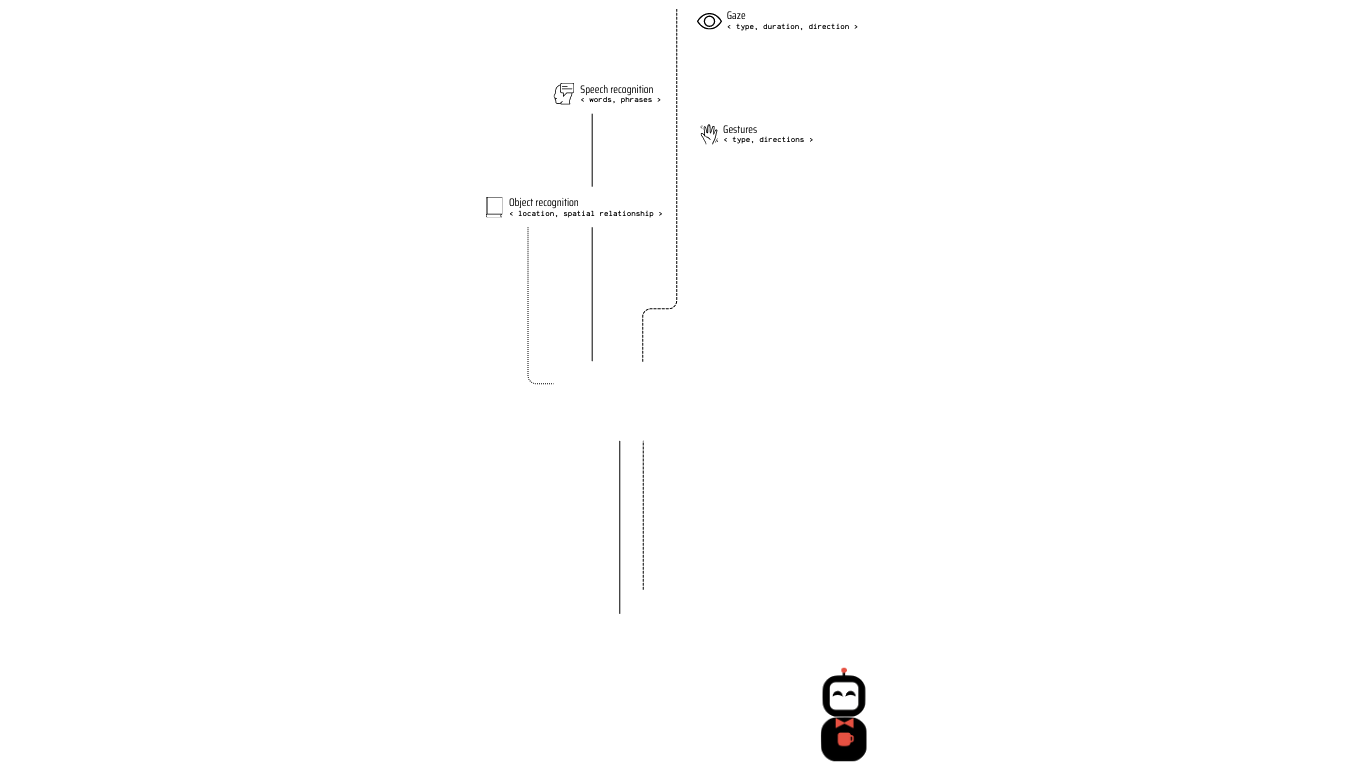 Gaze
< type, duration, direction >
Speech recognition
< words, phrases >
Gestures
< type, directions >
Object recognition
< location, spatial relationship >